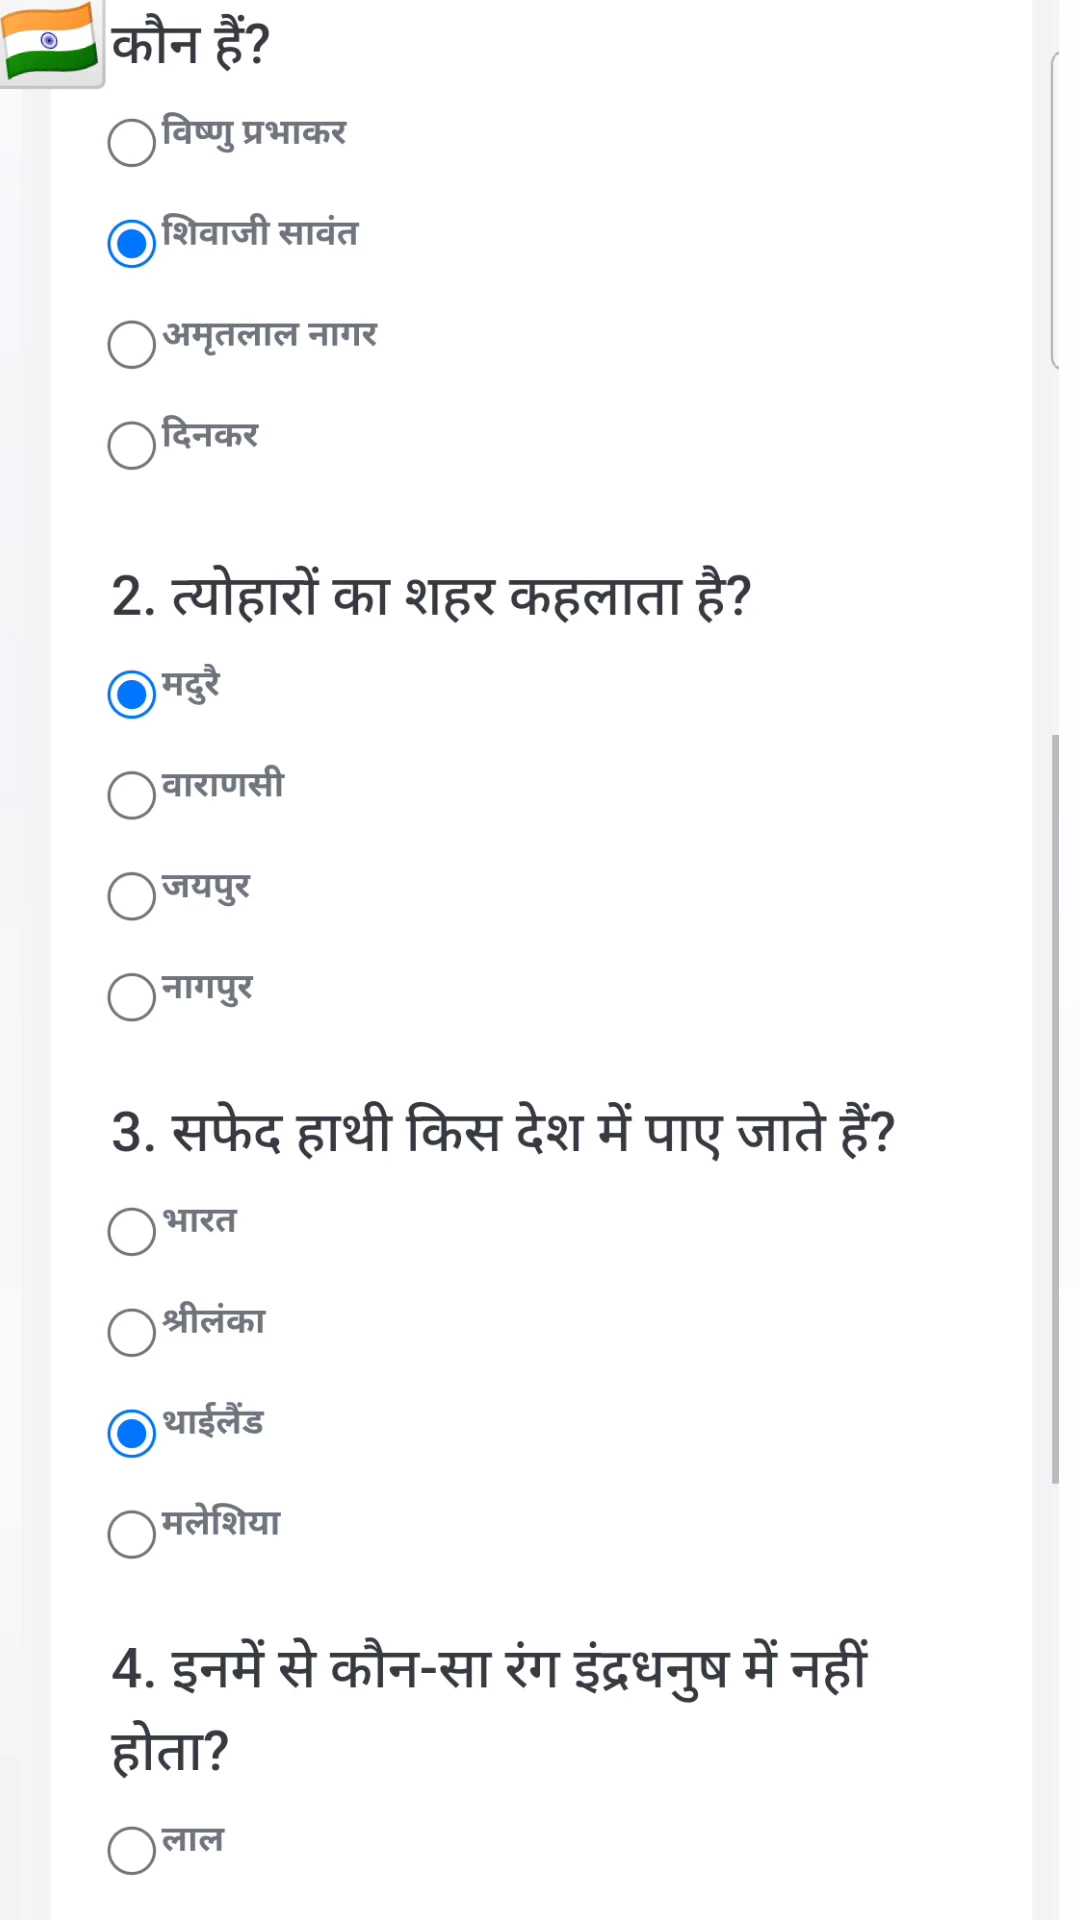 कौन हैं?
विष्णु प्रभाकर
शिवाजी सावंत
अमृतलाल नागर
दिनकर
2. त्योहारों का शहर कहलाता है?
मदुरै
वाराणसी
जयपुर
नागपुर
3. सफेद हाथी किस देश में पाए जाते हैं?
भारत
श्रीलंका
थाईलैंड
मलेशिया
4. इनमें से कौन-सा रंग इंद्रधनुष में नहीं
होता?
लाल